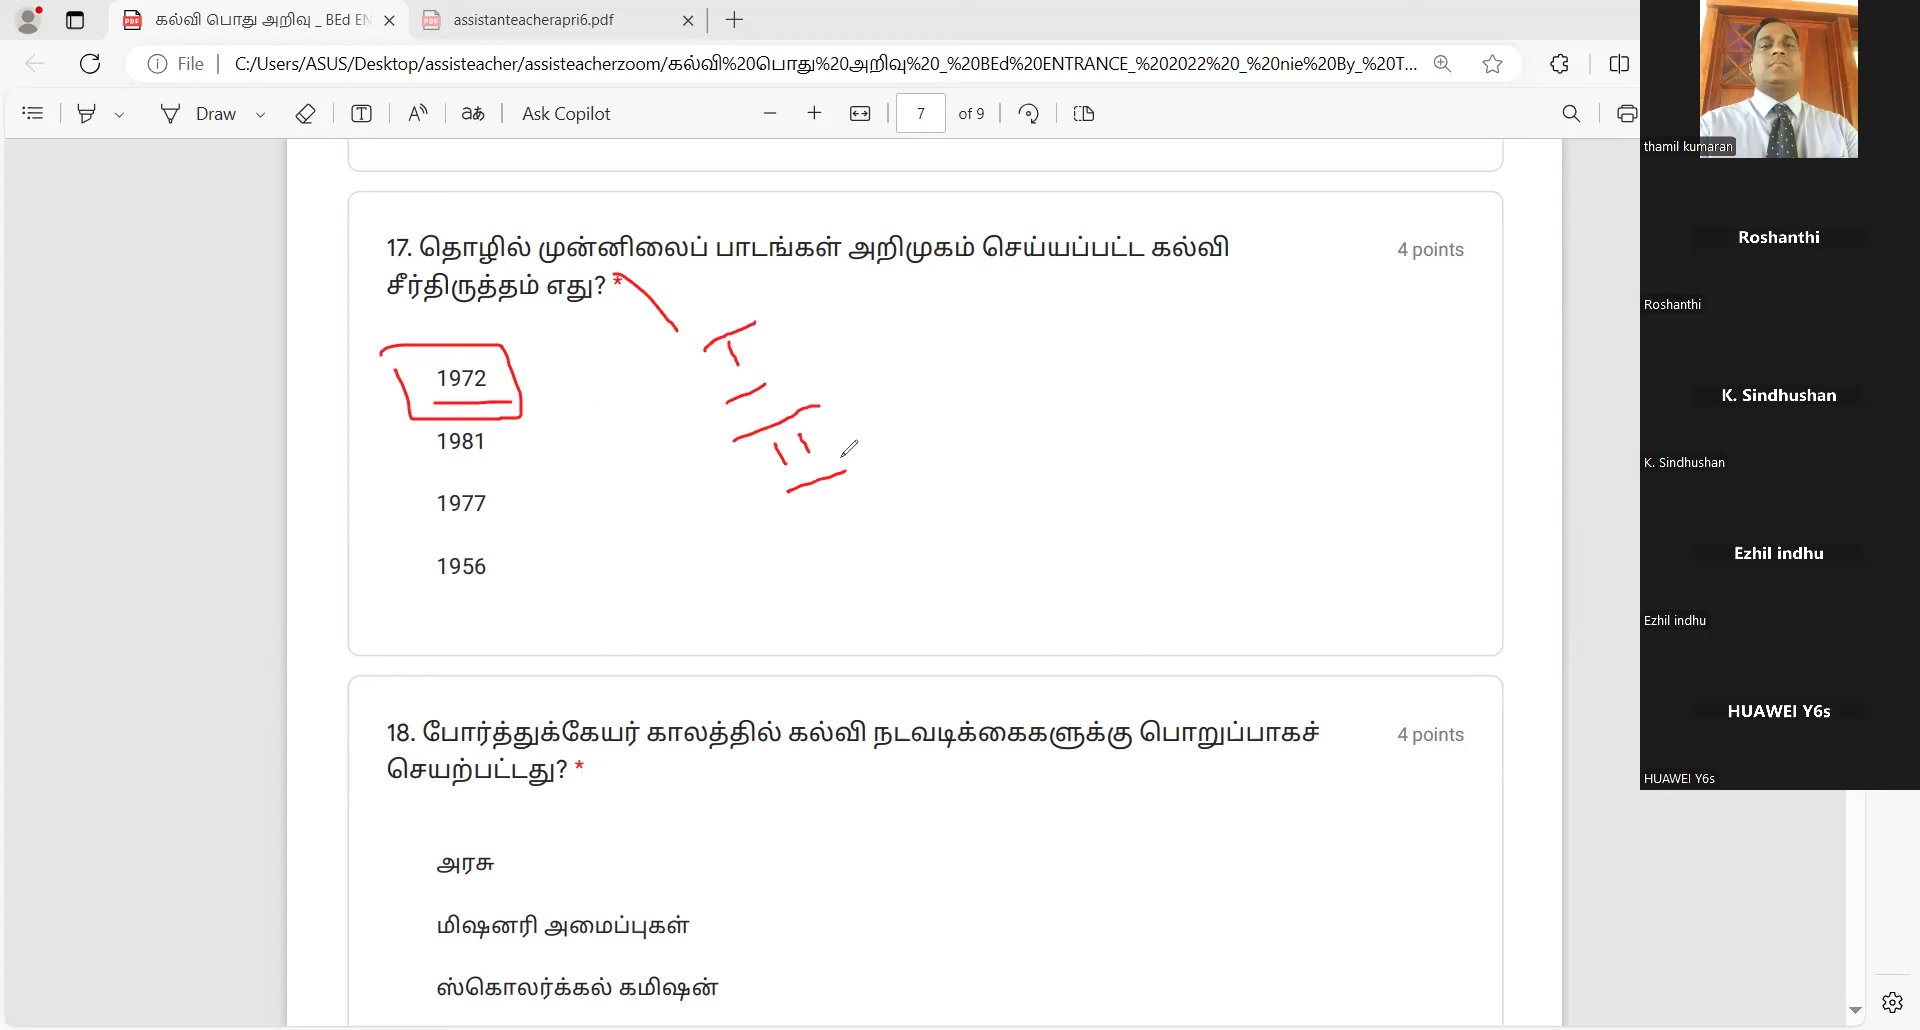 கல்வி பொது அறிவு _ BEd EN
assistanteacherapri6.pdf
File
C:/Users/ASUS/Desktop/assisteacher/assisteacherzoom/கல்வி%20பொது%20அறிவு%20_%20BEd%20ENTRANCE_%202022%20_%20nie%20By_%20T...
Draw
aあ
Ask Copilot
7 of 9
thamil kumaran
17. தொழில் முன்னிலைப் பாடங்கள் அறிமுகம் செய்யப்பட்ட கல்வி
சீர்திருத்தம் எது? *
4 points
1972
1981
1977
1956
I
II
18. போர்த்துக்கேயர் காலத்தில் கல்வி நடவடிக்கைகளுக்கு பொறுப்பாகச்
செயற்பட்டது? *
4 points
அரசு
மிஷனரி அமைப்புகள்
ஸ்கொலர்க்கல் கமிஷன்
Roshanthi
Roshanthi
K. Sindhushan
K. Sindhushan
Ezhil indhu
Ezhil indhu
HUAWEI Y6s
HUAWEI Y6s